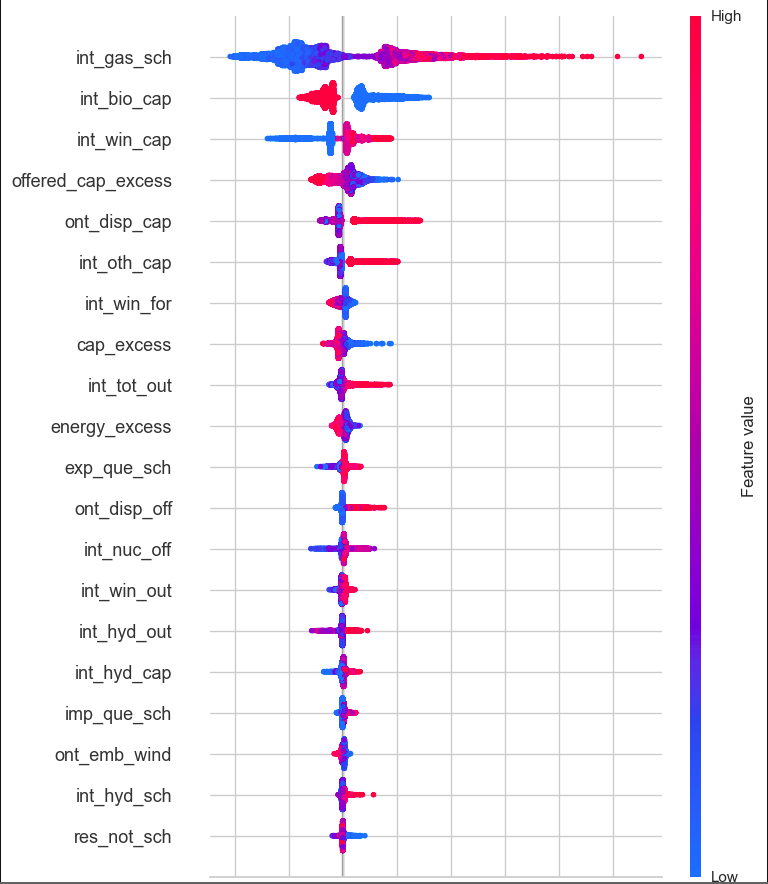 High
int_gas_sch
int_bio_cap
int_win_cap
offered_cap_excess
ont_disp_cap
int_oth_cap
int_win_for
cap_excess
int_tot_out
energy_excess
exp_que_sch
ont_disp_off
int_nuc_off
int_win_out
int_hyd_out
int_hyd_cap
imp_que_sch
ont_emb_wind
int_hyd_sch
res_not_sch
Feature value
Low